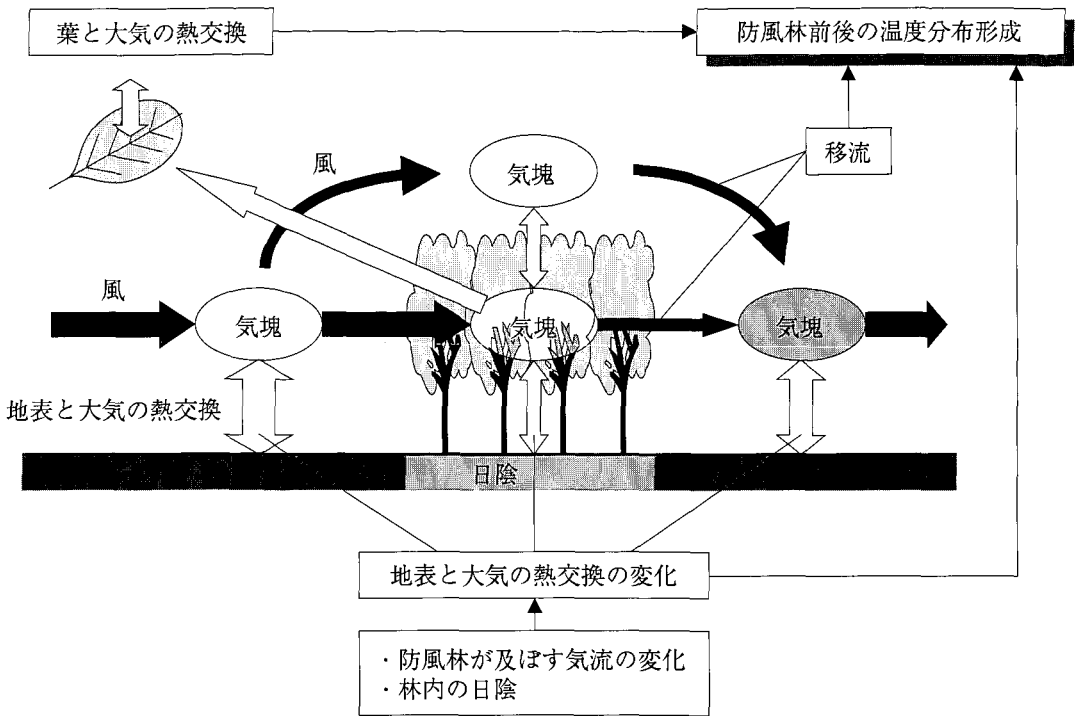 葉と大気の熱交換
防風林前後の温度分布形成
移流
風
気塊
風
気塊
気塊
気塊
地表と大気の熱交換
日陰
地表と大気の熱交換の変化
・防風林が及ぼす気流の変化
・林内の日陰